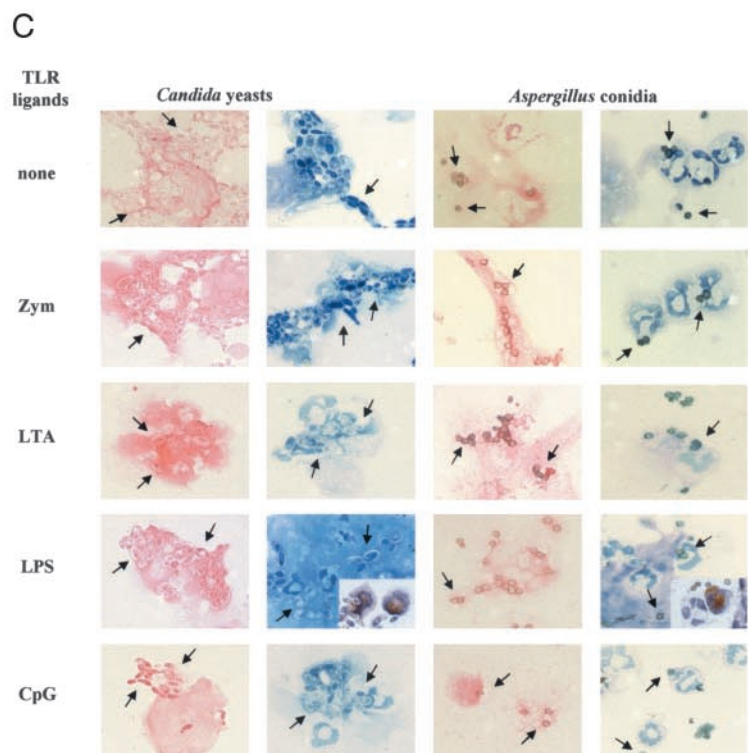 C
TLR
ligands
Candida yeasts
Aspergillus conidia
none
Zym
LTA
LPS
CpG